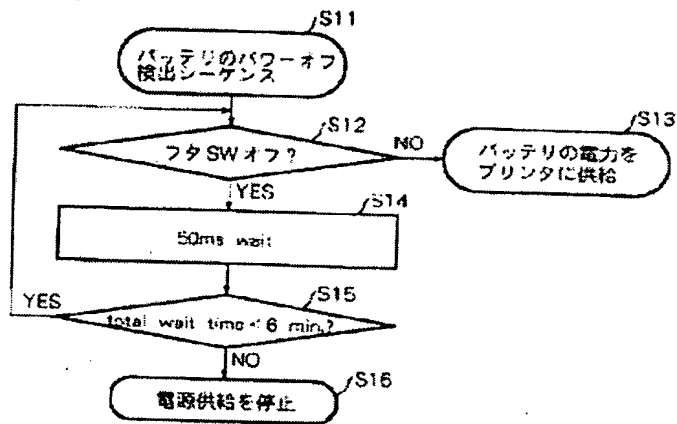 S11
バッテリのパワーオフ
検出シーケンス
S12
フタSWオフ?
NO
S13
バッテリの電力を
プリンタに供給
YES
S14
50ms wait
S15
YES
total wait time < 6 min.?
NO
S16
電源供給を停止